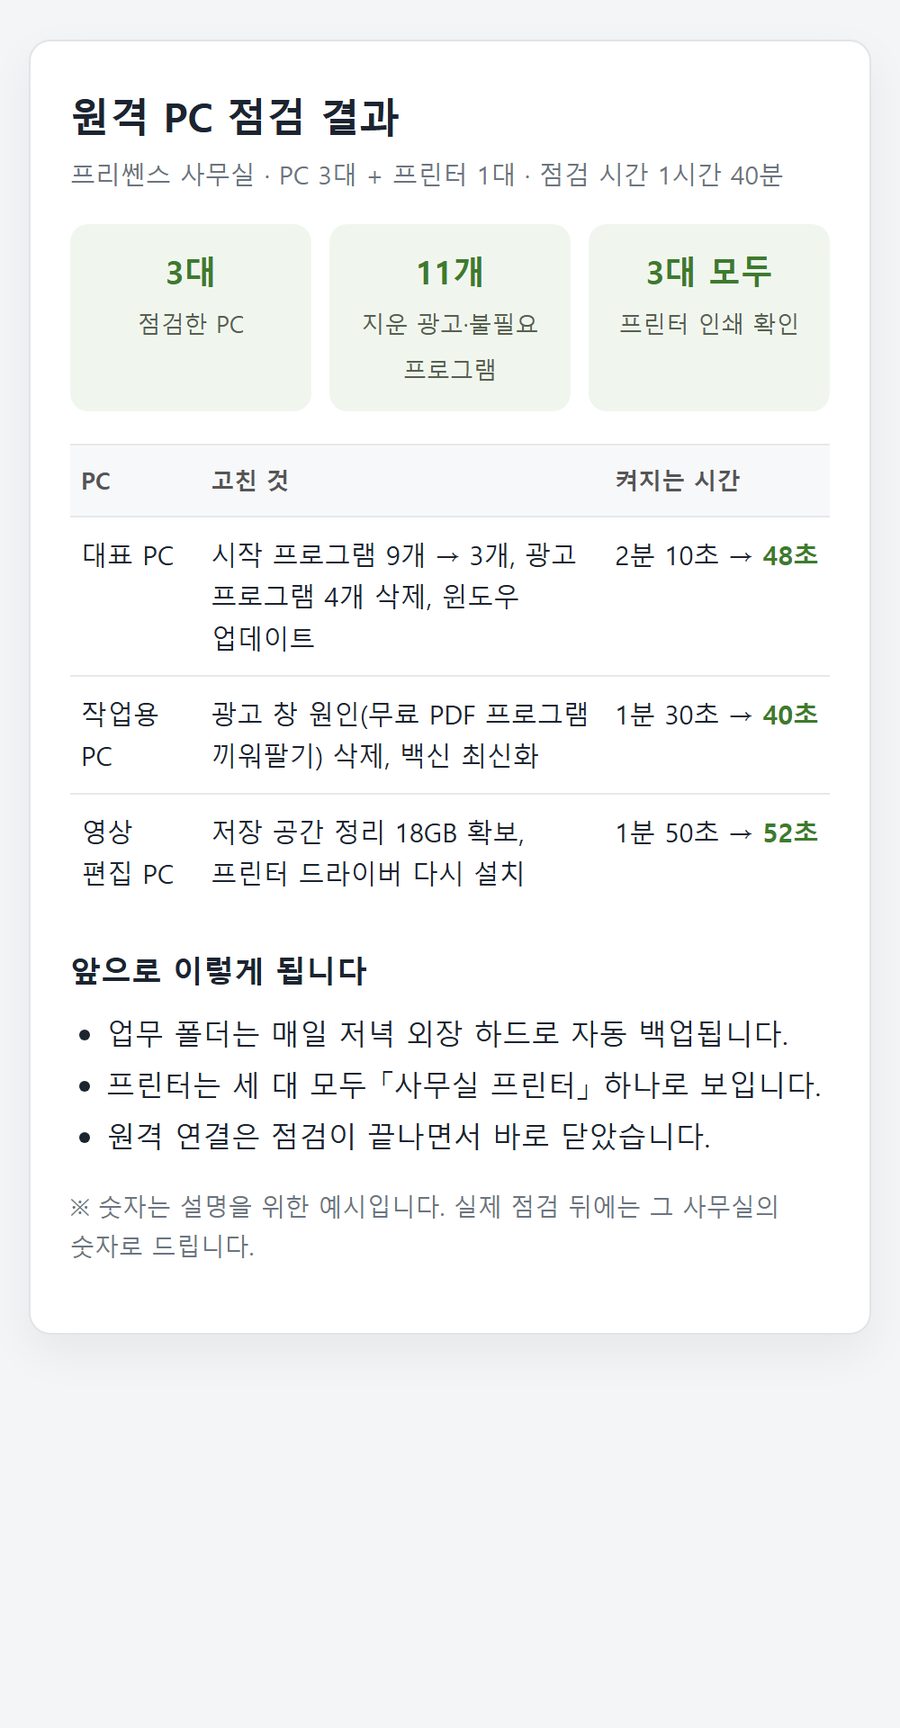 원격 PC 점검 결과
프리쎈스 사무실 · PC 3대 + 프린터 1대 · 점검 시간 1시간 40분
3대
점검한 PC
11개
지운 광고·불필요
프로그램
3대 모두
프린터 인쇄 확인
PC 고친 것 켜지는 시간
대표 PC 시작 프로그램 9개 → 3개, 광고 2분 10초 → 48초
프로그램 4개 삭제, 윈도우
업데이트
작업용 광고 창 원인(무료 PDF 프로그램 1분 30초 → 40초
PC 끼워팔기) 삭제, 백신 최신화
영상 저장 공간 정리 18GB 확보, 1분 50초 → 52초
편집 PC 프린터 드라이버 다시 설치
앞으로 이렇게 됩니다
• 업무 폴더는 매일 저녁 외장 하드로 자동 백업됩니다.
• 프린터는 세 대 모두 「사무실 프린터」 하나로 보입니다.
• 원격 연결은 점검이 끝나면서 바로 닫았습니다.
※ 숫자는 설명을 위한 예시입니다. 실제 점검 뒤에는 그 사무실의
숫자로 드립니다.